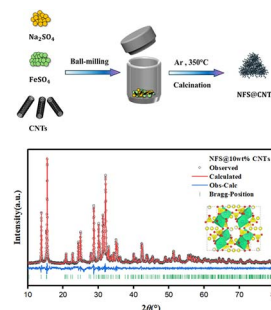 Na₂SO₄
FeSO₄
CNTs
Ball-milling
Ar , 350°C
Calcination
NFS@CNT
NFS@10wt% CNTs
Observed
Calculated
Obs-Calc
Bragg-Position
Intensity(a.u.)
10 20 30 40 50 60 70 8
2θ(°)